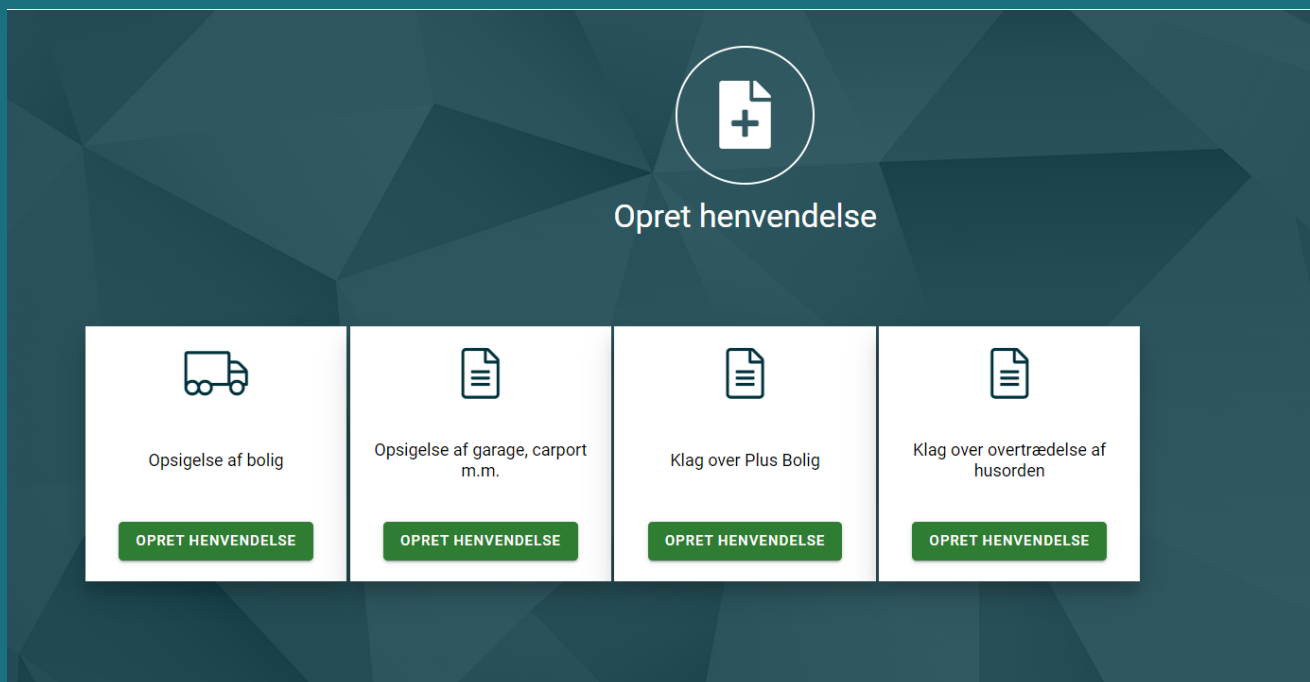 Opret henvendelse
Opsigelse af bolig
OPRET HENVENDELSE
Opsigelse af garage, carport
m.m.
OPRET HENVENDELSE
Klag over Plus Bolig
OPRET HENVENDELSE
Klag over overtrædelse af
husorden
OPRET HENVENDELSE